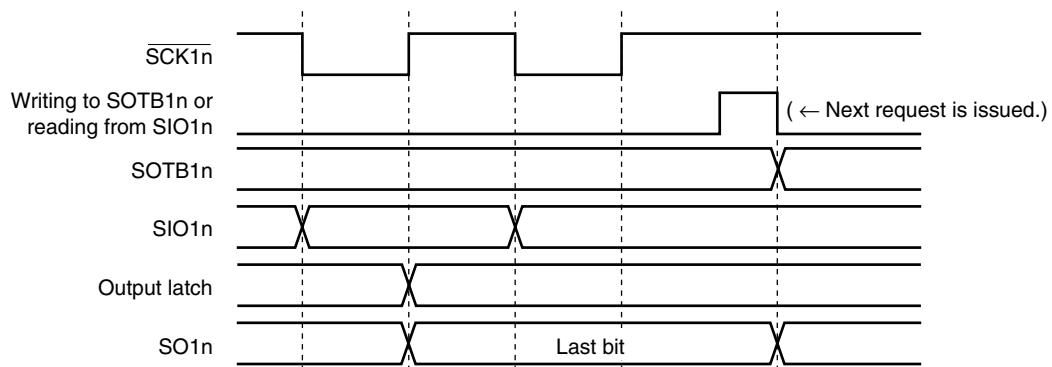 SCK1n
Writing to SOTB1n or
reading from SIO1n
( ← Next request is issued.)
SOTB1n
SIO1n
Output latch
SO1n
Last bit